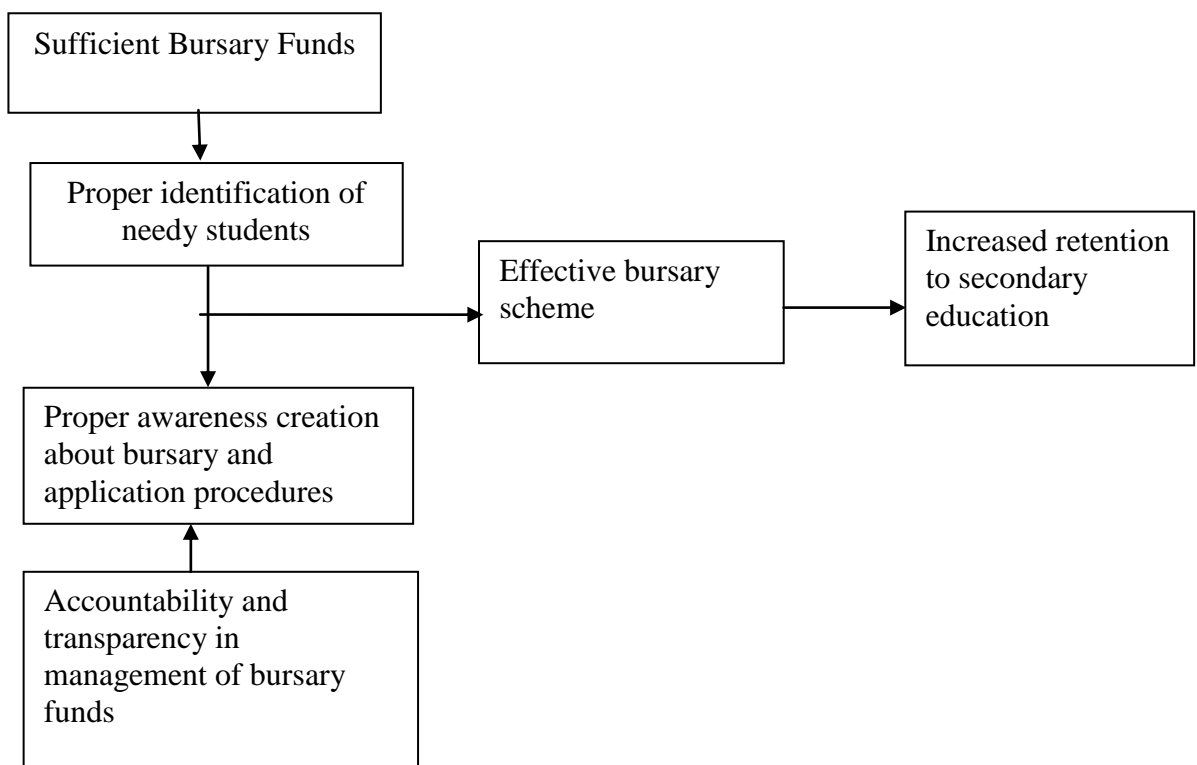 Sufficient Bursary Funds
Proper identification of
needy students
Effective bursary
scheme
Increased retention
to secondary
education
Proper awareness creation
about bursary and
application procedures
Accountability and
transparency in
management of bursary
funds